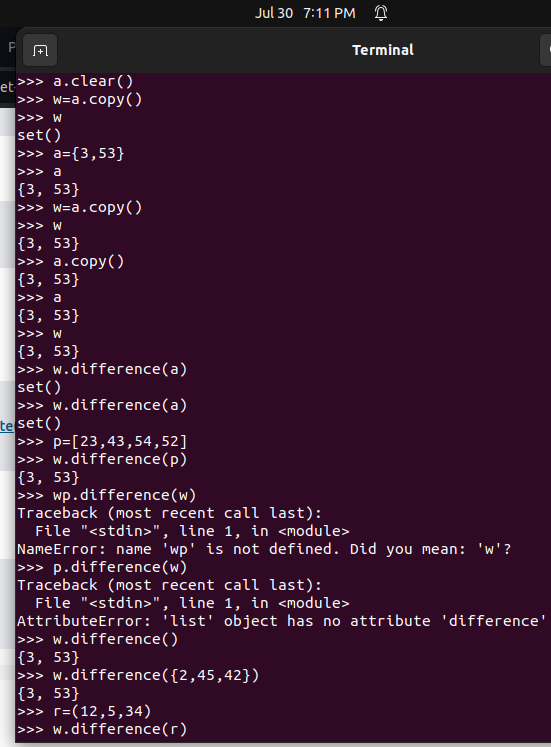 Jul 30 7:11 PM
Terminal
>>> a.clear()
>>> w=a.copy()
>>> w
set()
>>> a={3,53}
>>> a
{3, 53}
>>> w=a.copy()
>>> w
{3, 53}
>>> a.copy()
{3, 53}
>>> a
{3, 53}
>>> w
{3, 53}
>>> w.difference(a)
set()
>>> w.difference(a)
set()
>>> p=[23,43,54,52]
>>> w.difference(p)
{3, 53}
>>> wp.difference(w)
Traceback (most recent call last):
  File "<stdin>", line 1, in <module>
NameError: name 'wp' is not defined. Did you mean: 'w'?
>>> p.difference(w)
Traceback (most recent call last):
  File "<stdin>", line 1, in <module>
AttributeError: 'list' object has no attribute 'difference'
>>> w.difference()
{3, 53}
>>> w.difference({2,45,42})
{3, 53}
>>> r=(12,5,34)
>>> w.difference(r)